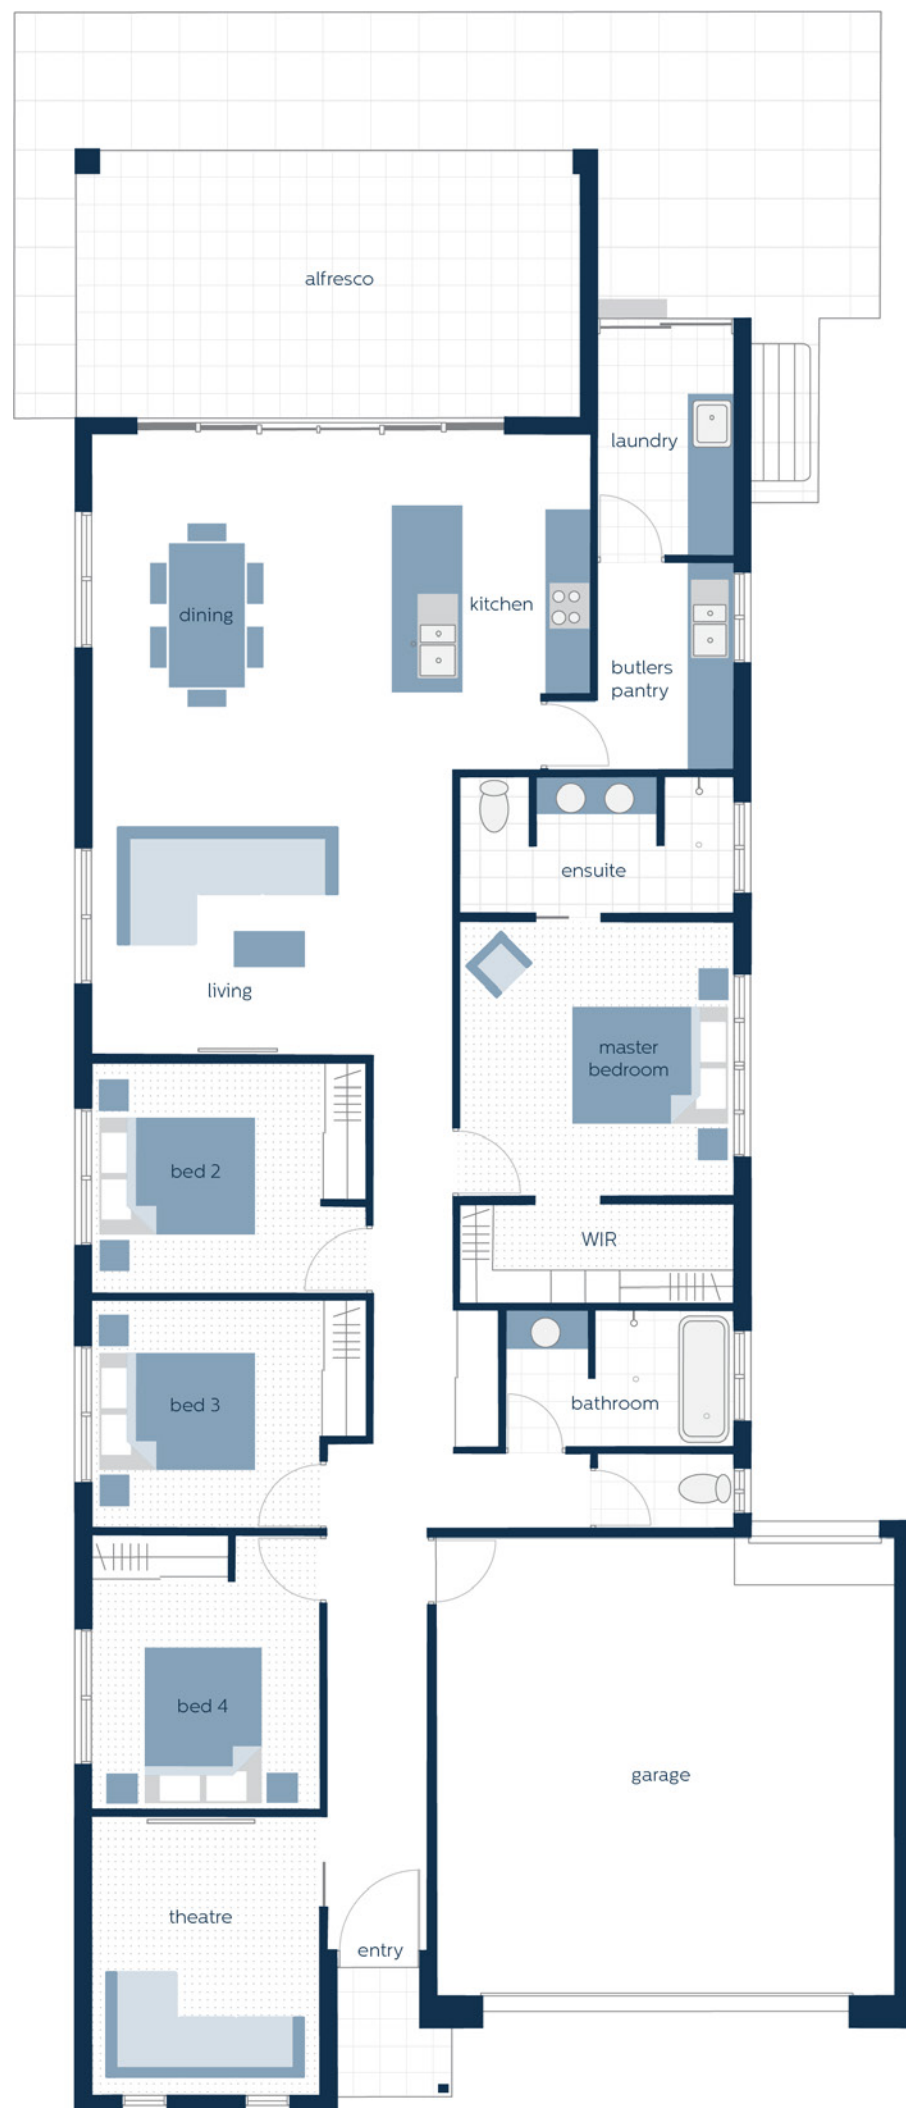 alfresco
laundry
dining
kitchen
butlers
pantry
ensuite
living
master
bedroom
bed 2
WIR
bed 3
bathroom
bed 4
garage
theatre
entry